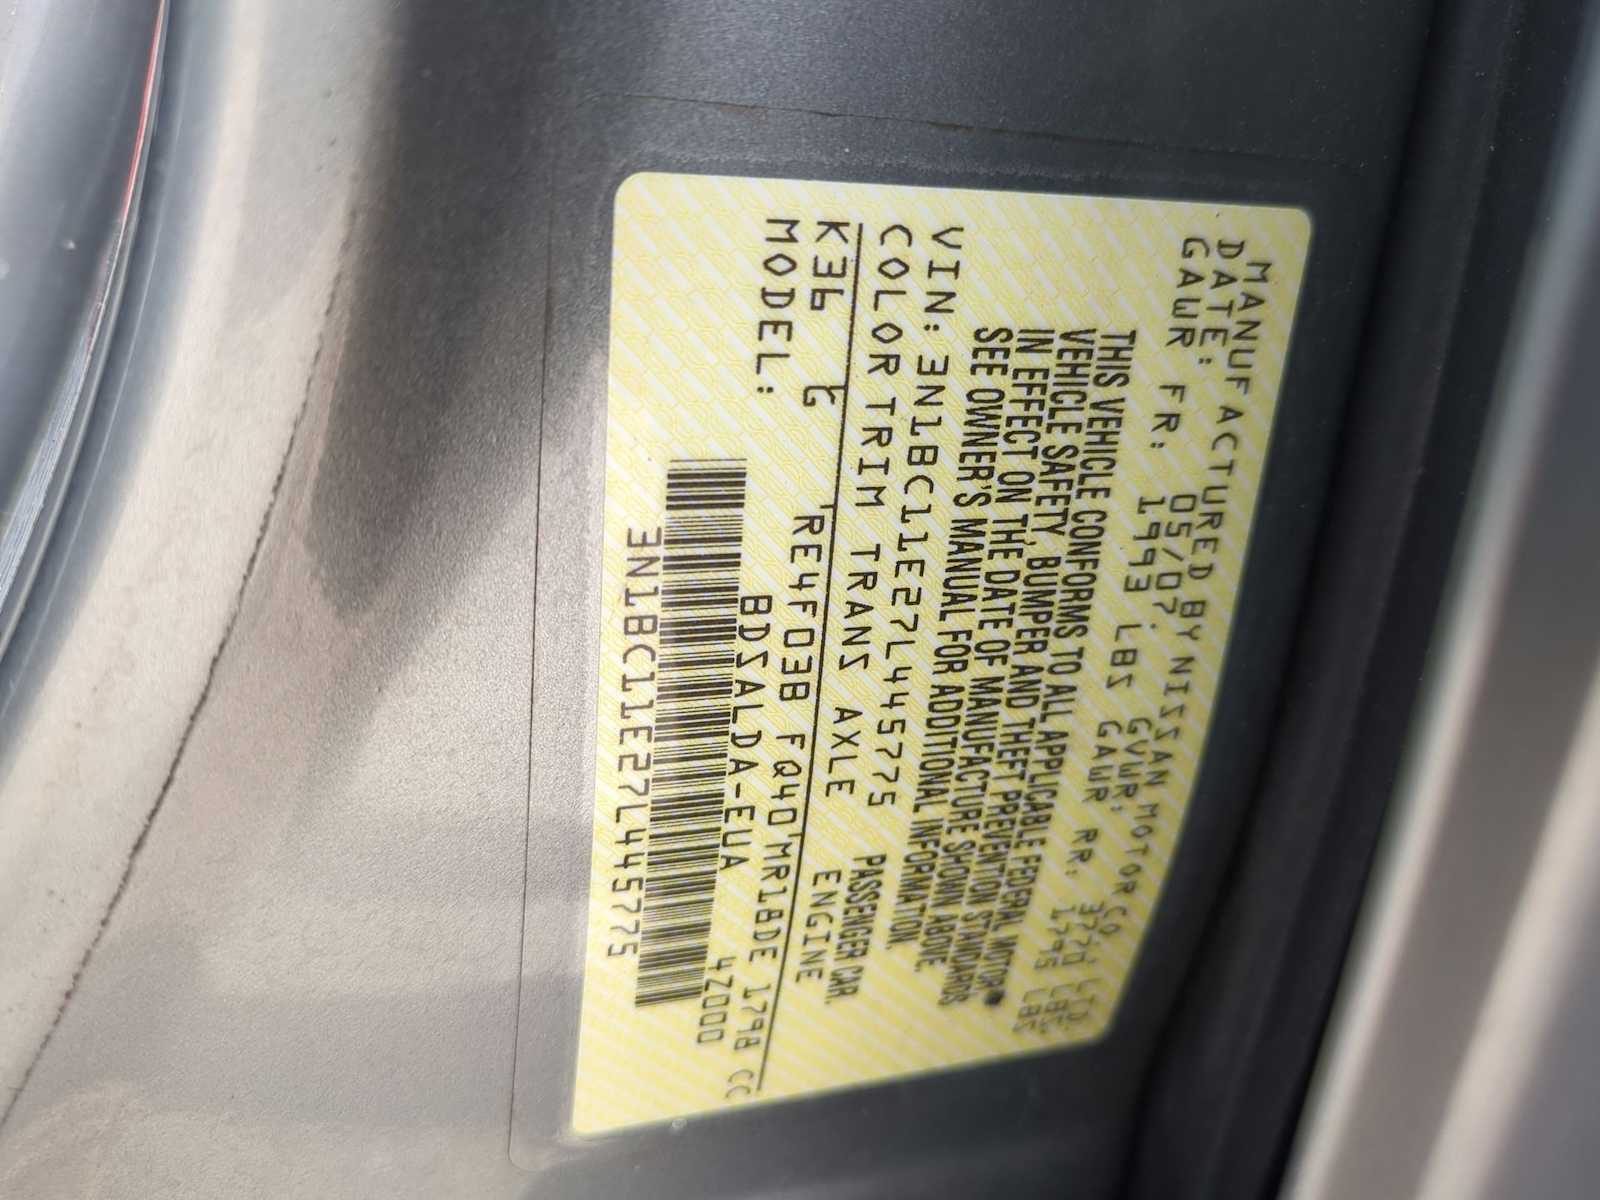 MANUFACTURED BY NISSAN MOTOR CO., LTD.
DATE: 05/07. GVWR: 3770 LBS
GAWR FR: 1993 LBS GAWR RR: 1795 LBS
THIS VEHICLE CONFORMS TO ALL APPLICABLE FEDERAL MOTOR
VEHICLE SAFETY, BUMPER AND THEFT PREVENTION STANDARDS
IN EFFECT ON THE DATE OF MANUFACTURE SHOWN ABOVE.
SEE OWNER'S MANUAL FOR ADDITIONAL INFORMATION.
VIN: 3N1BC11E27L445775 PASSENGER CAR.
COLOR TRIM TRANS AXLE ENGINE
K36 G RE4F03B FQ40 MR18DE 1798 CC
MODEL: BDSALDA-EUA 4Z000
3N1BC11E27L445775